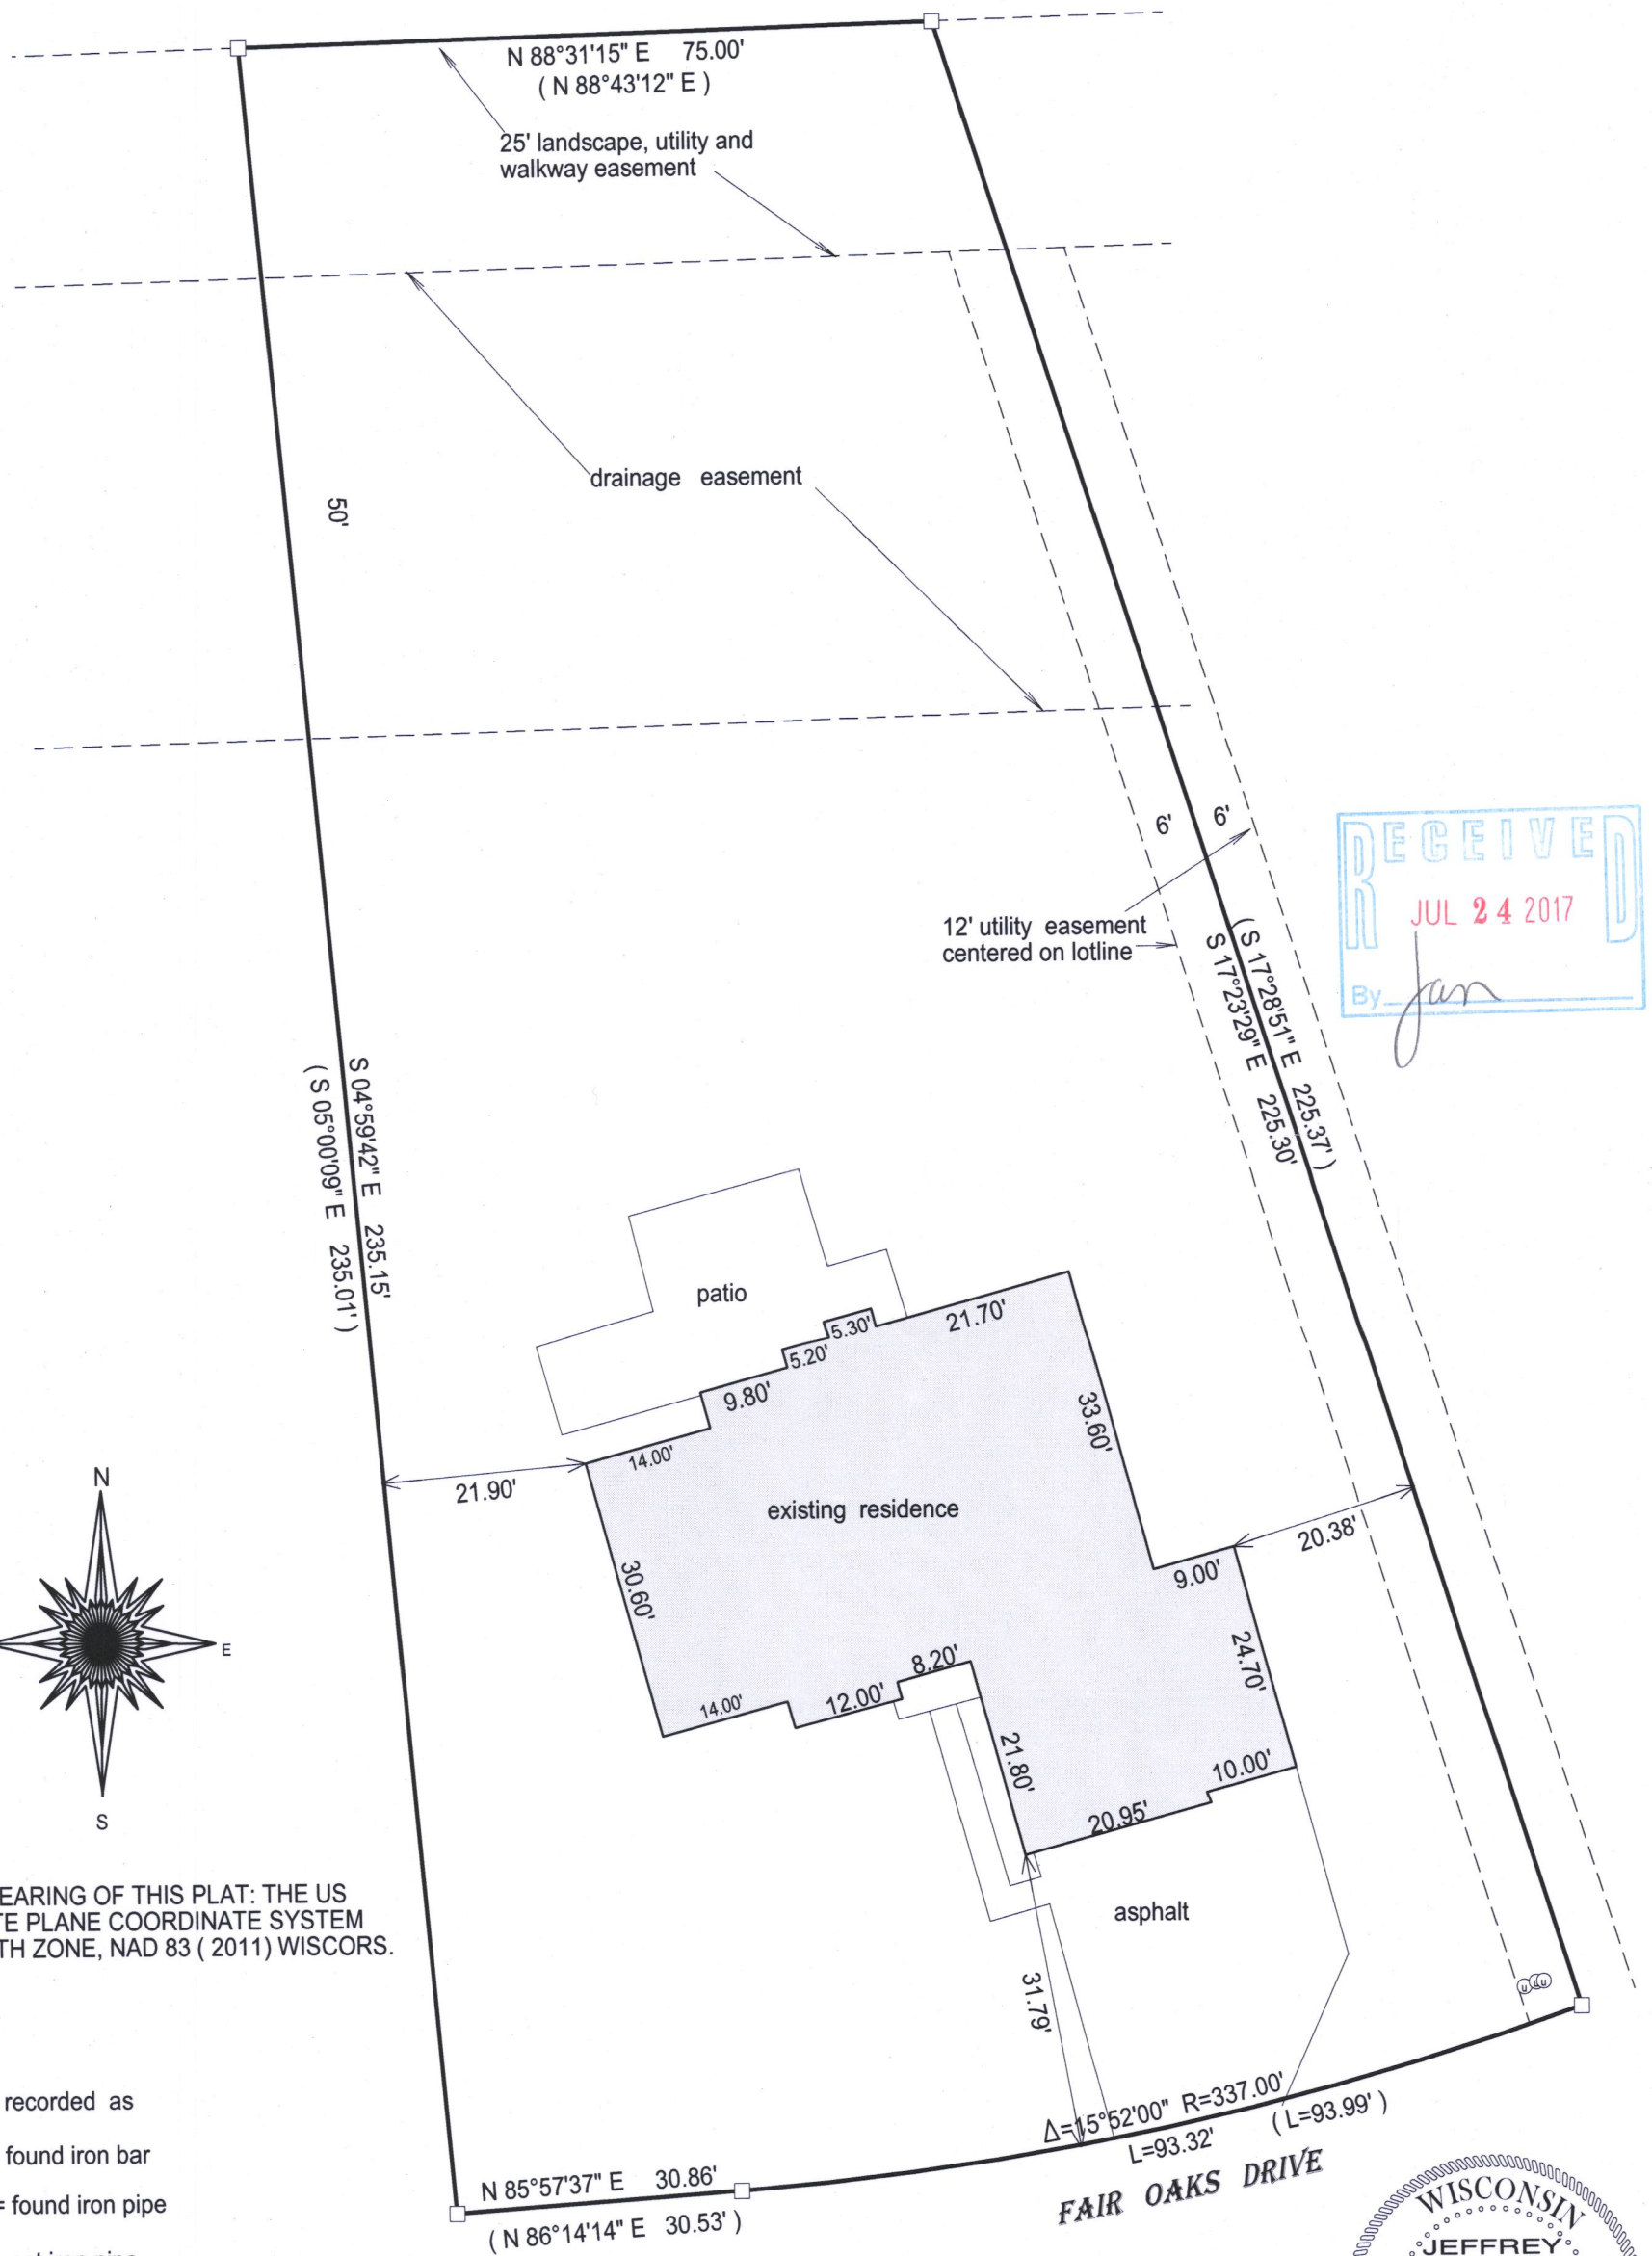 N 88°31'15" E 75.00'
( N 88°43'12" E )
25' landscape, utility and
walkway easement
drainage easement
50'
6' 6'
12' utility easement
centered on lotline
( S 17°28'51" E 225.37' )
S 17°23'29" E 225.30'
RECEIVED
JUL 24 2017
By Jan
S 04°59'42" E 235.15'
( S 05°00'09" E 235.01' )
patio
5.30'
21.70'
5.20'
9.80'
33.60'
14.00'
21.90'
existing residence
20.38'
9.00'
30.60'
24.70'
8.20'
14.00'
12.00'
21.80'
10.00'
20.95'
N
E
S
EARING OF THIS PLAT: THE US
TE PLANE COORDINATE SYSTEM
TH ZONE, NAD 83 ( 2011) WISCORS.
asphalt
31.79'
U U U
recorded as
found iron bar
= found iron pipe
Δ=15°52'00" R=337.00'
L=93.32'
( L=93.99' )
N 85°57'37" E 30.86'
( N 86°14'14" E 30.53' )
FAIR OAKS DRIVE
WISCONSIN
JEFFREY